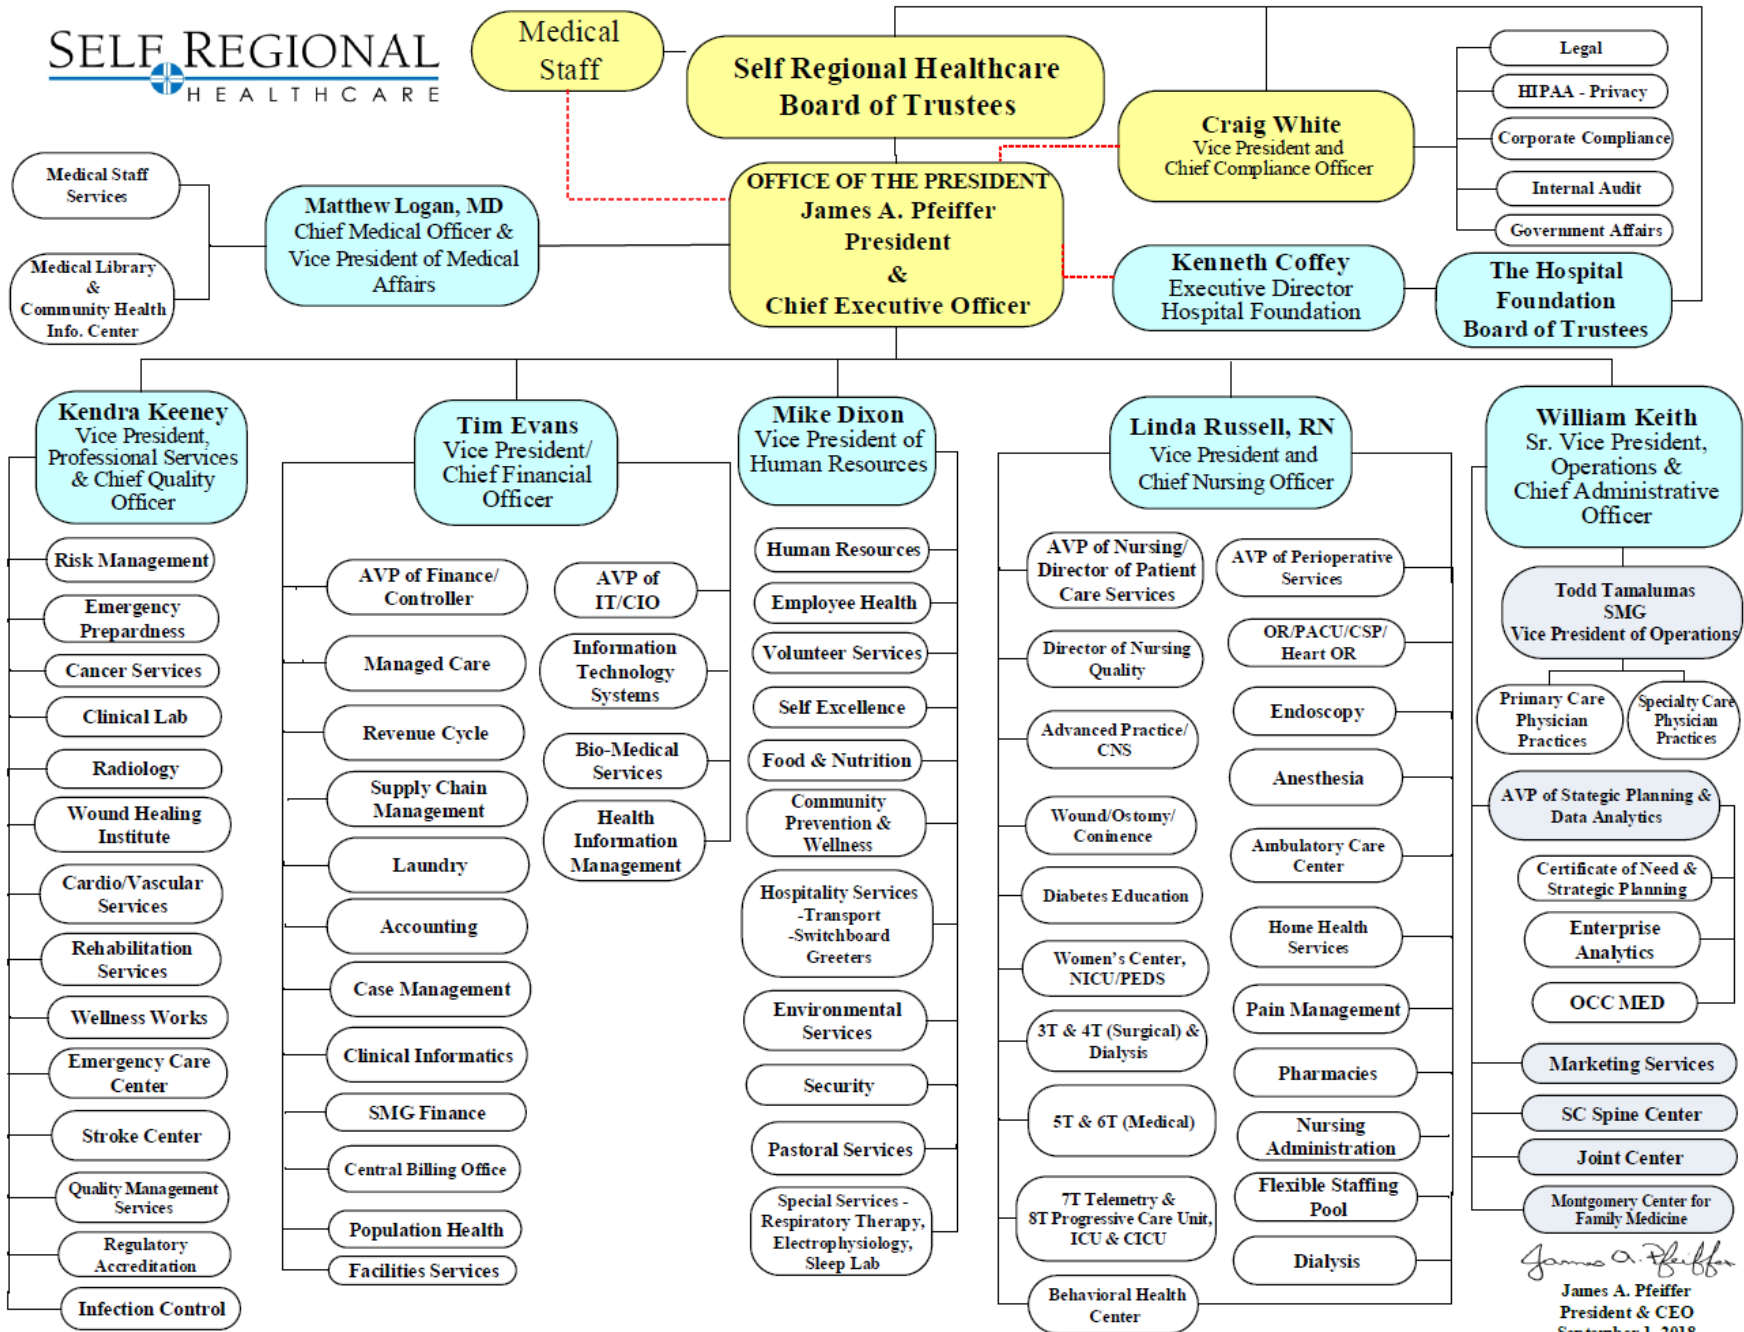 SELF REGIONAL
HEALTHCARE
Medical
Staff
Self Regional Healthcare
Board of Trustees
Craig White
Vice President and
Chief Compliance Officer
Legal
HIPAA - Privacy
Corporate Compliance
Internal Audit
Government Affairs
Medical Staff
Services
Medical Library
&
Community Health
Info. Center
Matthew Logan, MD
Chief Medical Officer &
Vice President of Medical
Affairs
OFFICE OF THE PRESIDENT
James A. Pfeiffer
President
&
Chief Executive Officer
Kenneth Coffey
Executive Director
Hospital Foundation
The Hospital
Foundation
Board of Trustees
Kendra Keeney
Vice President,
Professional Services
& Chief Quality
Officer
Risk Management
Emergency
Prepardness
Cancer Services
Clinical Lab
Radiology
Wound Healing
Institute
Cardio/Vascular
Services
Rehabilitation
Services
Wellness Works
Emergency Care
Center
Stroke Center
Quality Management
Services
Regulatory
Accreditation
Infection Control
Tim Evans
Vice President/
Chief Financial
Officer
AVP of Finance/
Controller
Managed Care
Revenue Cycle
Supply Chain
Management
Laundry
Accounting
Case Management
Clinical Informatics
SMG Finance
Central Billing Office
Population Health
Facilities Services
AVP of
IT/CIO
Information
Technology
Systems
Bio-Medical
Services
Health
Information
Management
Mike Dixon
Vice President of
Human Resources
Human Resources
Employee Health
Volunteer Services
Self Excellence
Food & Nutrition
Community
Prevention &
Wellness
Hospitality Services
-Transport
-Switchboard
Greeters
Environmental
Services
Security
Pastoral Services
Special Services -
Respiratory Therapy,
Electrophysiology,
Sleep Lab
Linda Russell, RN
Vice President and
Chief Nursing Officer
AVP of Nursing/
Director of Patient
Care Services
Director of Nursing
Quality
Advanced Practice/
CNS
Wound/Ostomy/
Coninence
Diabetes Education
Women's Center,
NICU/PEDS
3T & 4T (Surgical) &
Dialysis
5T & 6T (Medical)
7T Telemetry &
8T Progressive Care Unit,
ICU & CICU
Behavioral Health
Center
AVP of Perioperative
Services
OR/PACU/CSP/
Heart OR
Endoscopy
Anesthesia
Ambulatory Care
Center
Home Health
Services
Pain Management
Pharmacies
Nursing
Administration
Flexible Staffing
Pool
Dialysis
William Keith
Sr. Vice President,
Operations &
Chief Administrative
Officer
Todd Tamalumas
SMG
Vice President of Operations
Primary Care
Physician
Practices
Specialty Care
Physician
Practices
AVP of Stategic Planning &
Data Analytics
Certificate of Need &
Strategic Planning
Enterprise
Analytics
OCC MED
Marketing Services
SC Spine Center
Joint Center
Montgomery Center for
Family Medicine
James A. Pfeiffer
James A. Pfeiffer
President & CEO
September 1, 2018